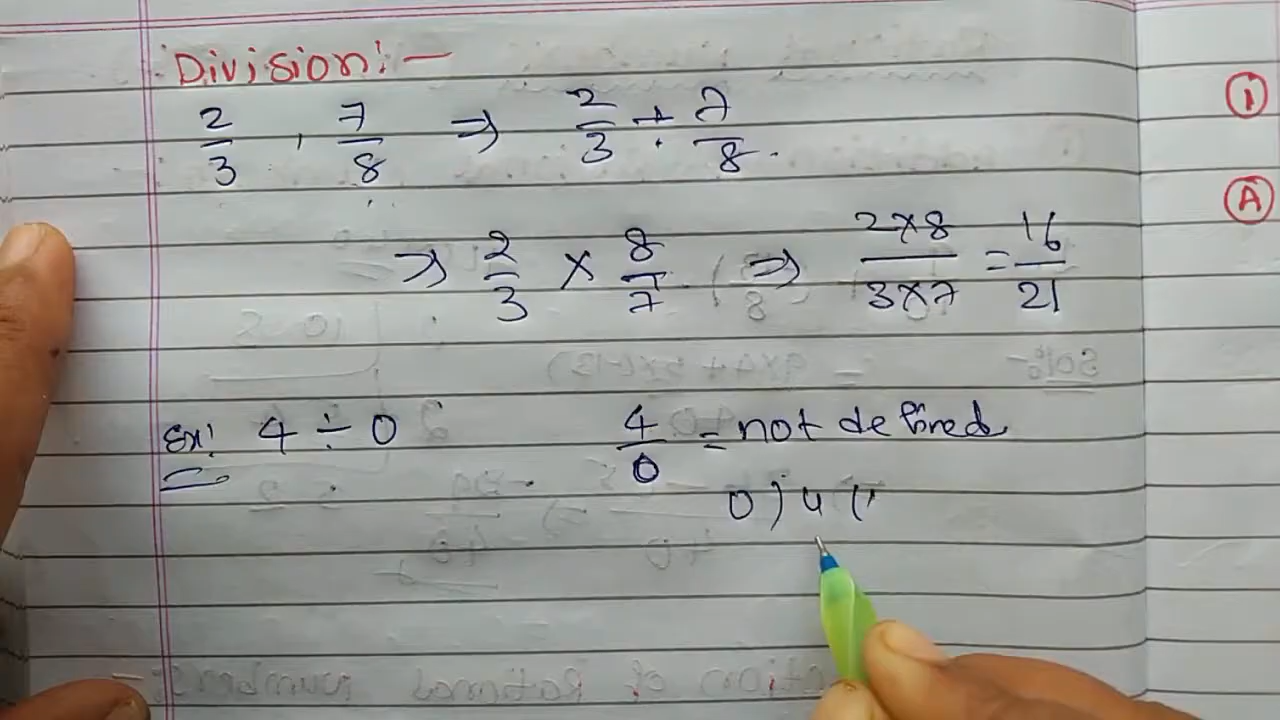 Division:-
2/3 , 7/8 ⇒ 2/3 ÷ 7/8.
⇒ 2/3 × 8/7 ⇒ 2×8/3×7 = 16/21
Ex: 4 ÷ 0 4/0 = not defined
0 ) 4 (
1
A